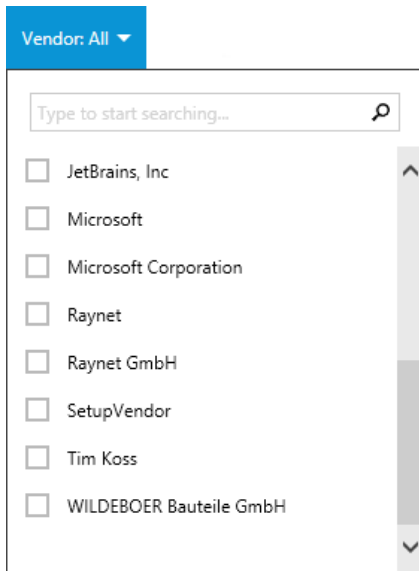 Vendor: All
Type to start searching...
JetBrains, Inc
Microsoft
Microsoft Corporation
Raynet
Raynet GmbH
SetupVendor
Tim Koss
WILDEBOER Bauteile GmbH